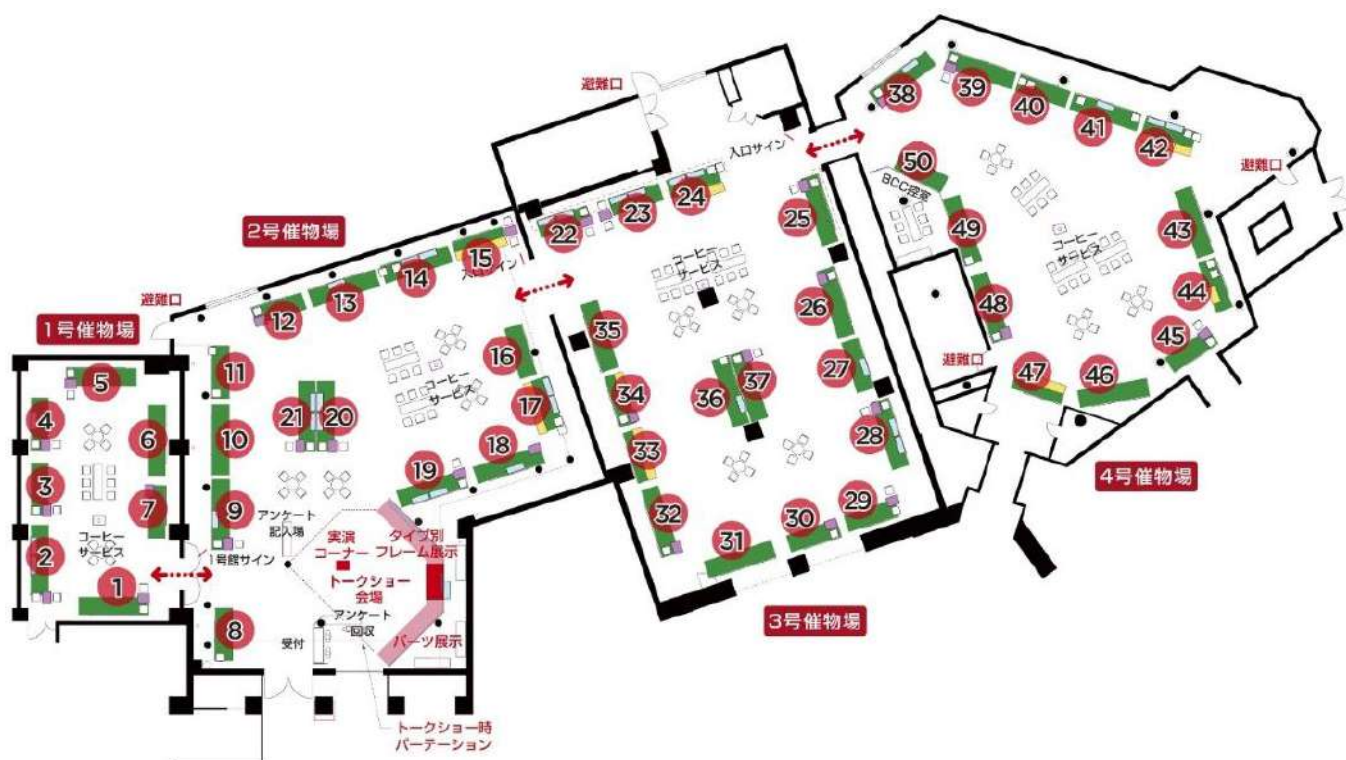 1号催物場
5
4
6
3
7
コーヒー
サービス
2
1
2号催物場
避難口
入口サイン
12
13
14
15
11
16
コーヒー
サービス
21
20
17
10
18
19
9
アンケート
記入場
1号館サイン
実演
コーナー
タイプ別
フレーム展示
トークショー
会場
アンケート
回収
8
受付
パーツ展示
トークショー時
パーテーション
避難口
入口サイン
22
23
24
25
コーヒー
サービス
26
35
27
34
36
37
28
33
32
29
30
31
3号催物場
38
39
40
41
42
避難口
50
BCC控室
49
43
コーヒー
サービス
48
44
45
避難口
47
46
4号催物場